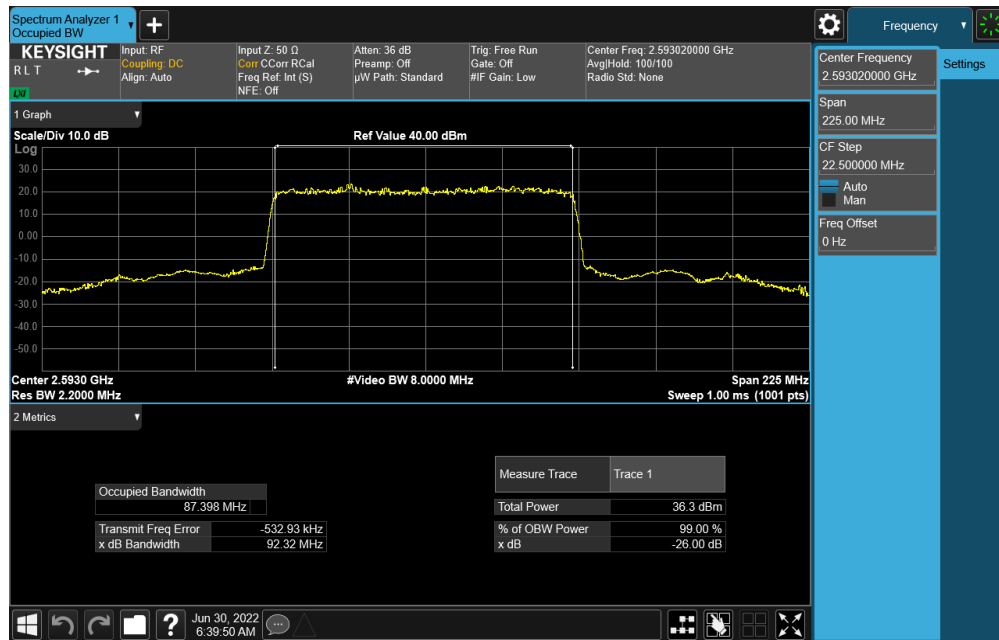 Spectrum Analyzer 1
Occupied BW
Frequency
KEYSIGHT
R L T
LXI
Input: RF
Coupling: DC
Align: Auto
Input Z: 50 Ω
Corr CCorr RCal
Freq Ref: Int (S)
NFE: Off
Atten: 36 dB
Preamp: Off
µW Path: Standard
Trig: Free Run
Gate: Off
#IF Gain: Low
Center Freq: 2.593020000 GHz
Avg|Hold: 100/100
Radio Std: None
Center Frequency
2.593020000 GHz
Settings
Span
225.00 MHz
CF Step
22.500000 MHz
Auto
Man
Freq Offset
0 Hz
1 Graph
Scale/Div 10.0 dB
Ref Value 40.00 dBm
Log
30.0
20.0
10.0
0.00
-10.0
-20.0
-30.0
-40.0
-50.0
Center 2.5930 GHz
#Video BW 8.0000 MHz
Span 225 MHz
Res BW 2.2000 MHz
Sweep 1.00 ms (1001 pts)
2 Metrics
Measure Trace
Trace 1
Occupied Bandwidth
87.398 MHz
Total Power
36.3 dBm
Transmit Freq Error
-532.93 kHz
% of OBW Power
99.00 %
x dB Bandwidth
92.32 MHz
x dB
-26.00 dB
Jun 30, 2022
6:39:50 AM